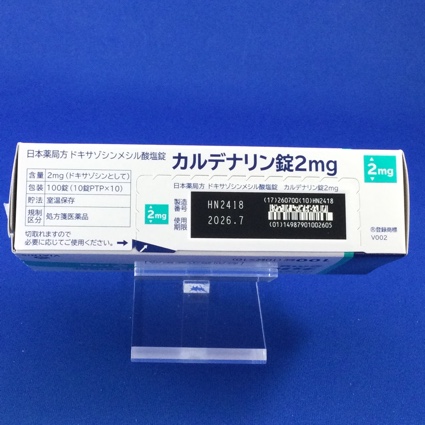 日本薬局方 ドキサゾシンメシル酸塩錠 カルデナリン錠2mg
2mg
含量 2mg(ドキサゾシンとして)
包装 100錠(10錠PTP×10)
貯法 室温保存
規制区分 処方箋医薬品
切取れますので
必要に応じてご使用ください。
日本薬局方 ドキサゾシンメシル酸塩錠 カルデナリン錠2mg
2mg
製造番号 HN2418
使用期限 2026.7
(17)260700(10)HN2418
(01)14987901002605
®登録商標
V002